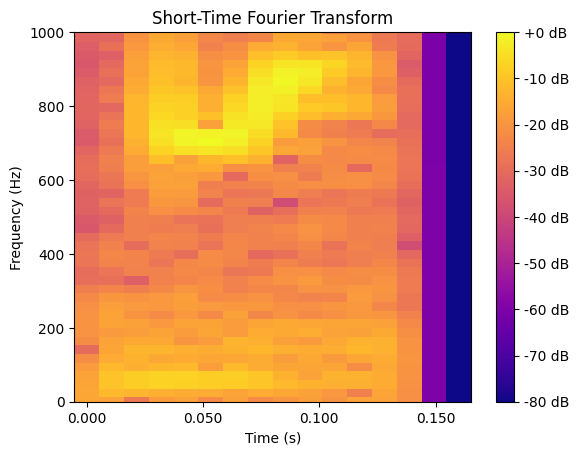 Short-Time Fourier Transform
1000
800
600
400
200
0
Frequency (Hz)
0.000
0.050
0.100
0.150
Time (s)
+0 dB
-10 dB
-20 dB
-30 dB
-40 dB
-50 dB
-60 dB
-70 dB
-80 dB